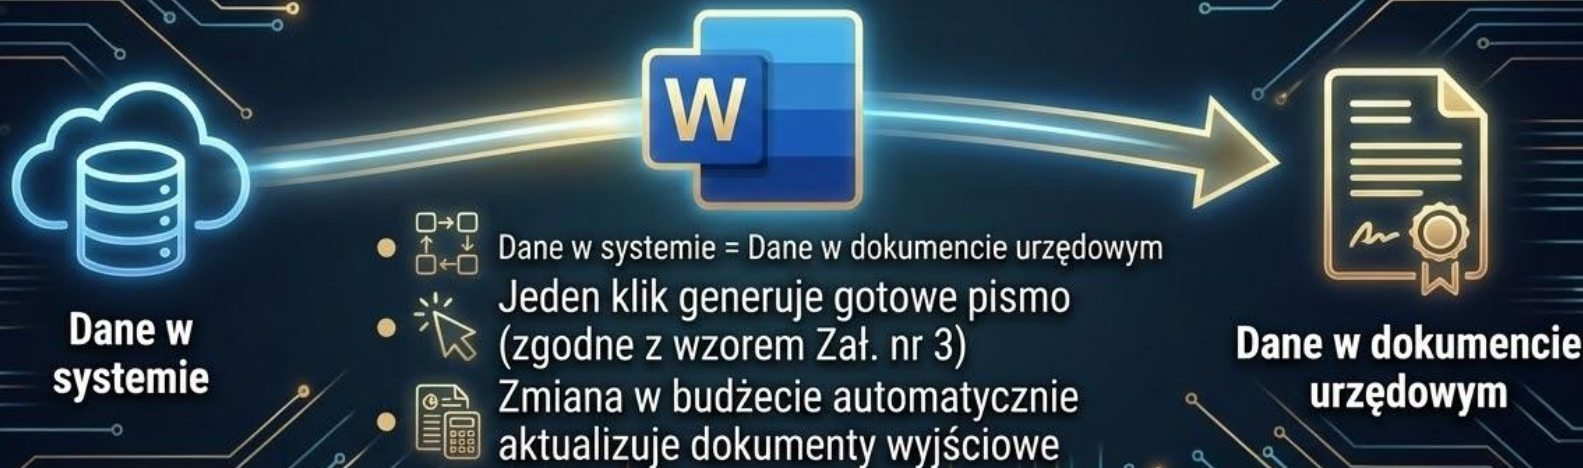 W
Dane w systemie = Dane w dokumencie urzędowym
Jeden klik generuje gotowe pismo
(zgodne z wzorem Zał. nr 3)
Zmiana w budżecie automatycznie
aktualizuje dokumenty wyjściowe
Dane w
systemie
Dane w dokumencie
urzędowym